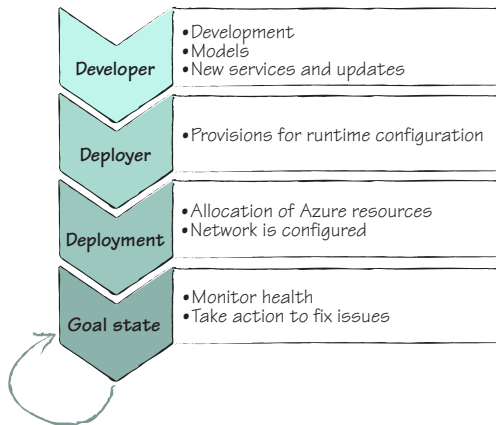 Developer
•Development
•Models
•New services and updates
Deployer
•Provisions for runtime configuration
Deployment
•Allocation of Azure resources
•Network is configured
Goal state
•Monitor health
•Take action to fix issues